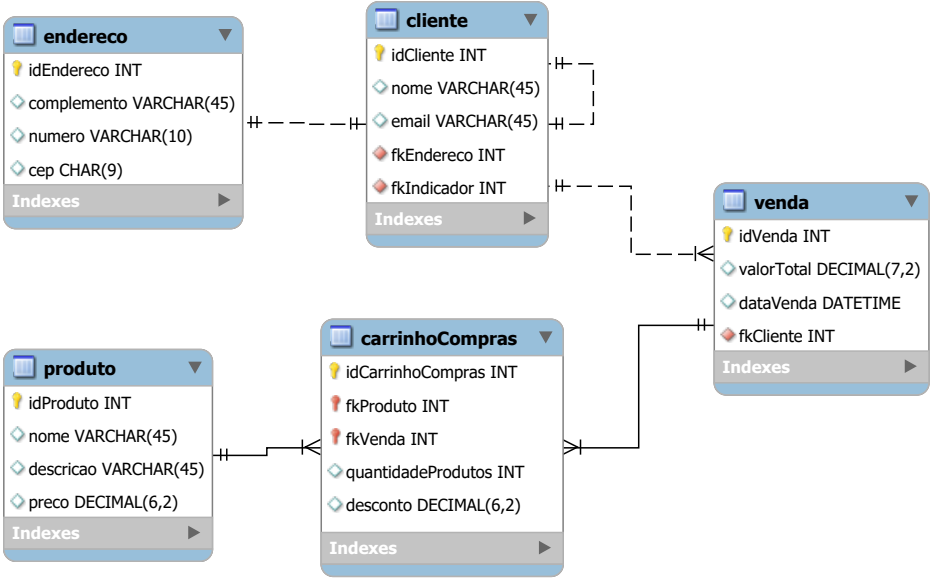 endereco
idEndereco INT
complemento VARCHAR(45)
numero VARCHAR(10)
cep CHAR(9)
Indexes
cliente
idCliente INT
nome VARCHAR(45)
email VARCHAR(45)
fkEndereco INT
fkIndicador INT
Indexes
venda
idVenda INT
valorTotal DECIMAL(7,2)
dataVenda DATETIME
fkCliente INT
Indexes
produto
idProduto INT
nome VARCHAR(45)
descricao VARCHAR(45)
preco DECIMAL(6,2)
Indexes
carrinhoCompras
idCarrinhoCompras INT
fkProduto INT
fkVenda INT
quantidadeProdutos INT
desconto DECIMAL(6,2)
Indexes